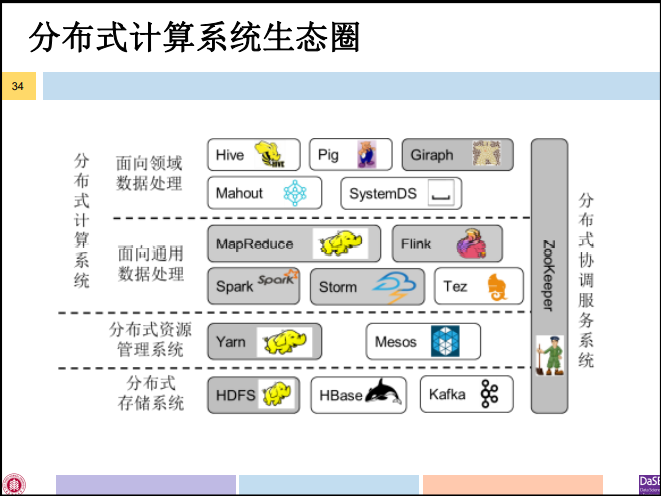 分布式计算系统生态圈
34
分布式计算系统
面向领域
数据处理
Hive
HIVE
Pig
Giraph
Mahout
SystemDS
面向通用
数据处理
MapReduce
Flink
Spark
Spark
Storm
Tez
分布式资源
管理系统
Yarn
Mesos
分布式
存储系统
HDFS
HBase
Kafka
ZooKeeper
分布式协调服务系统
DaSE